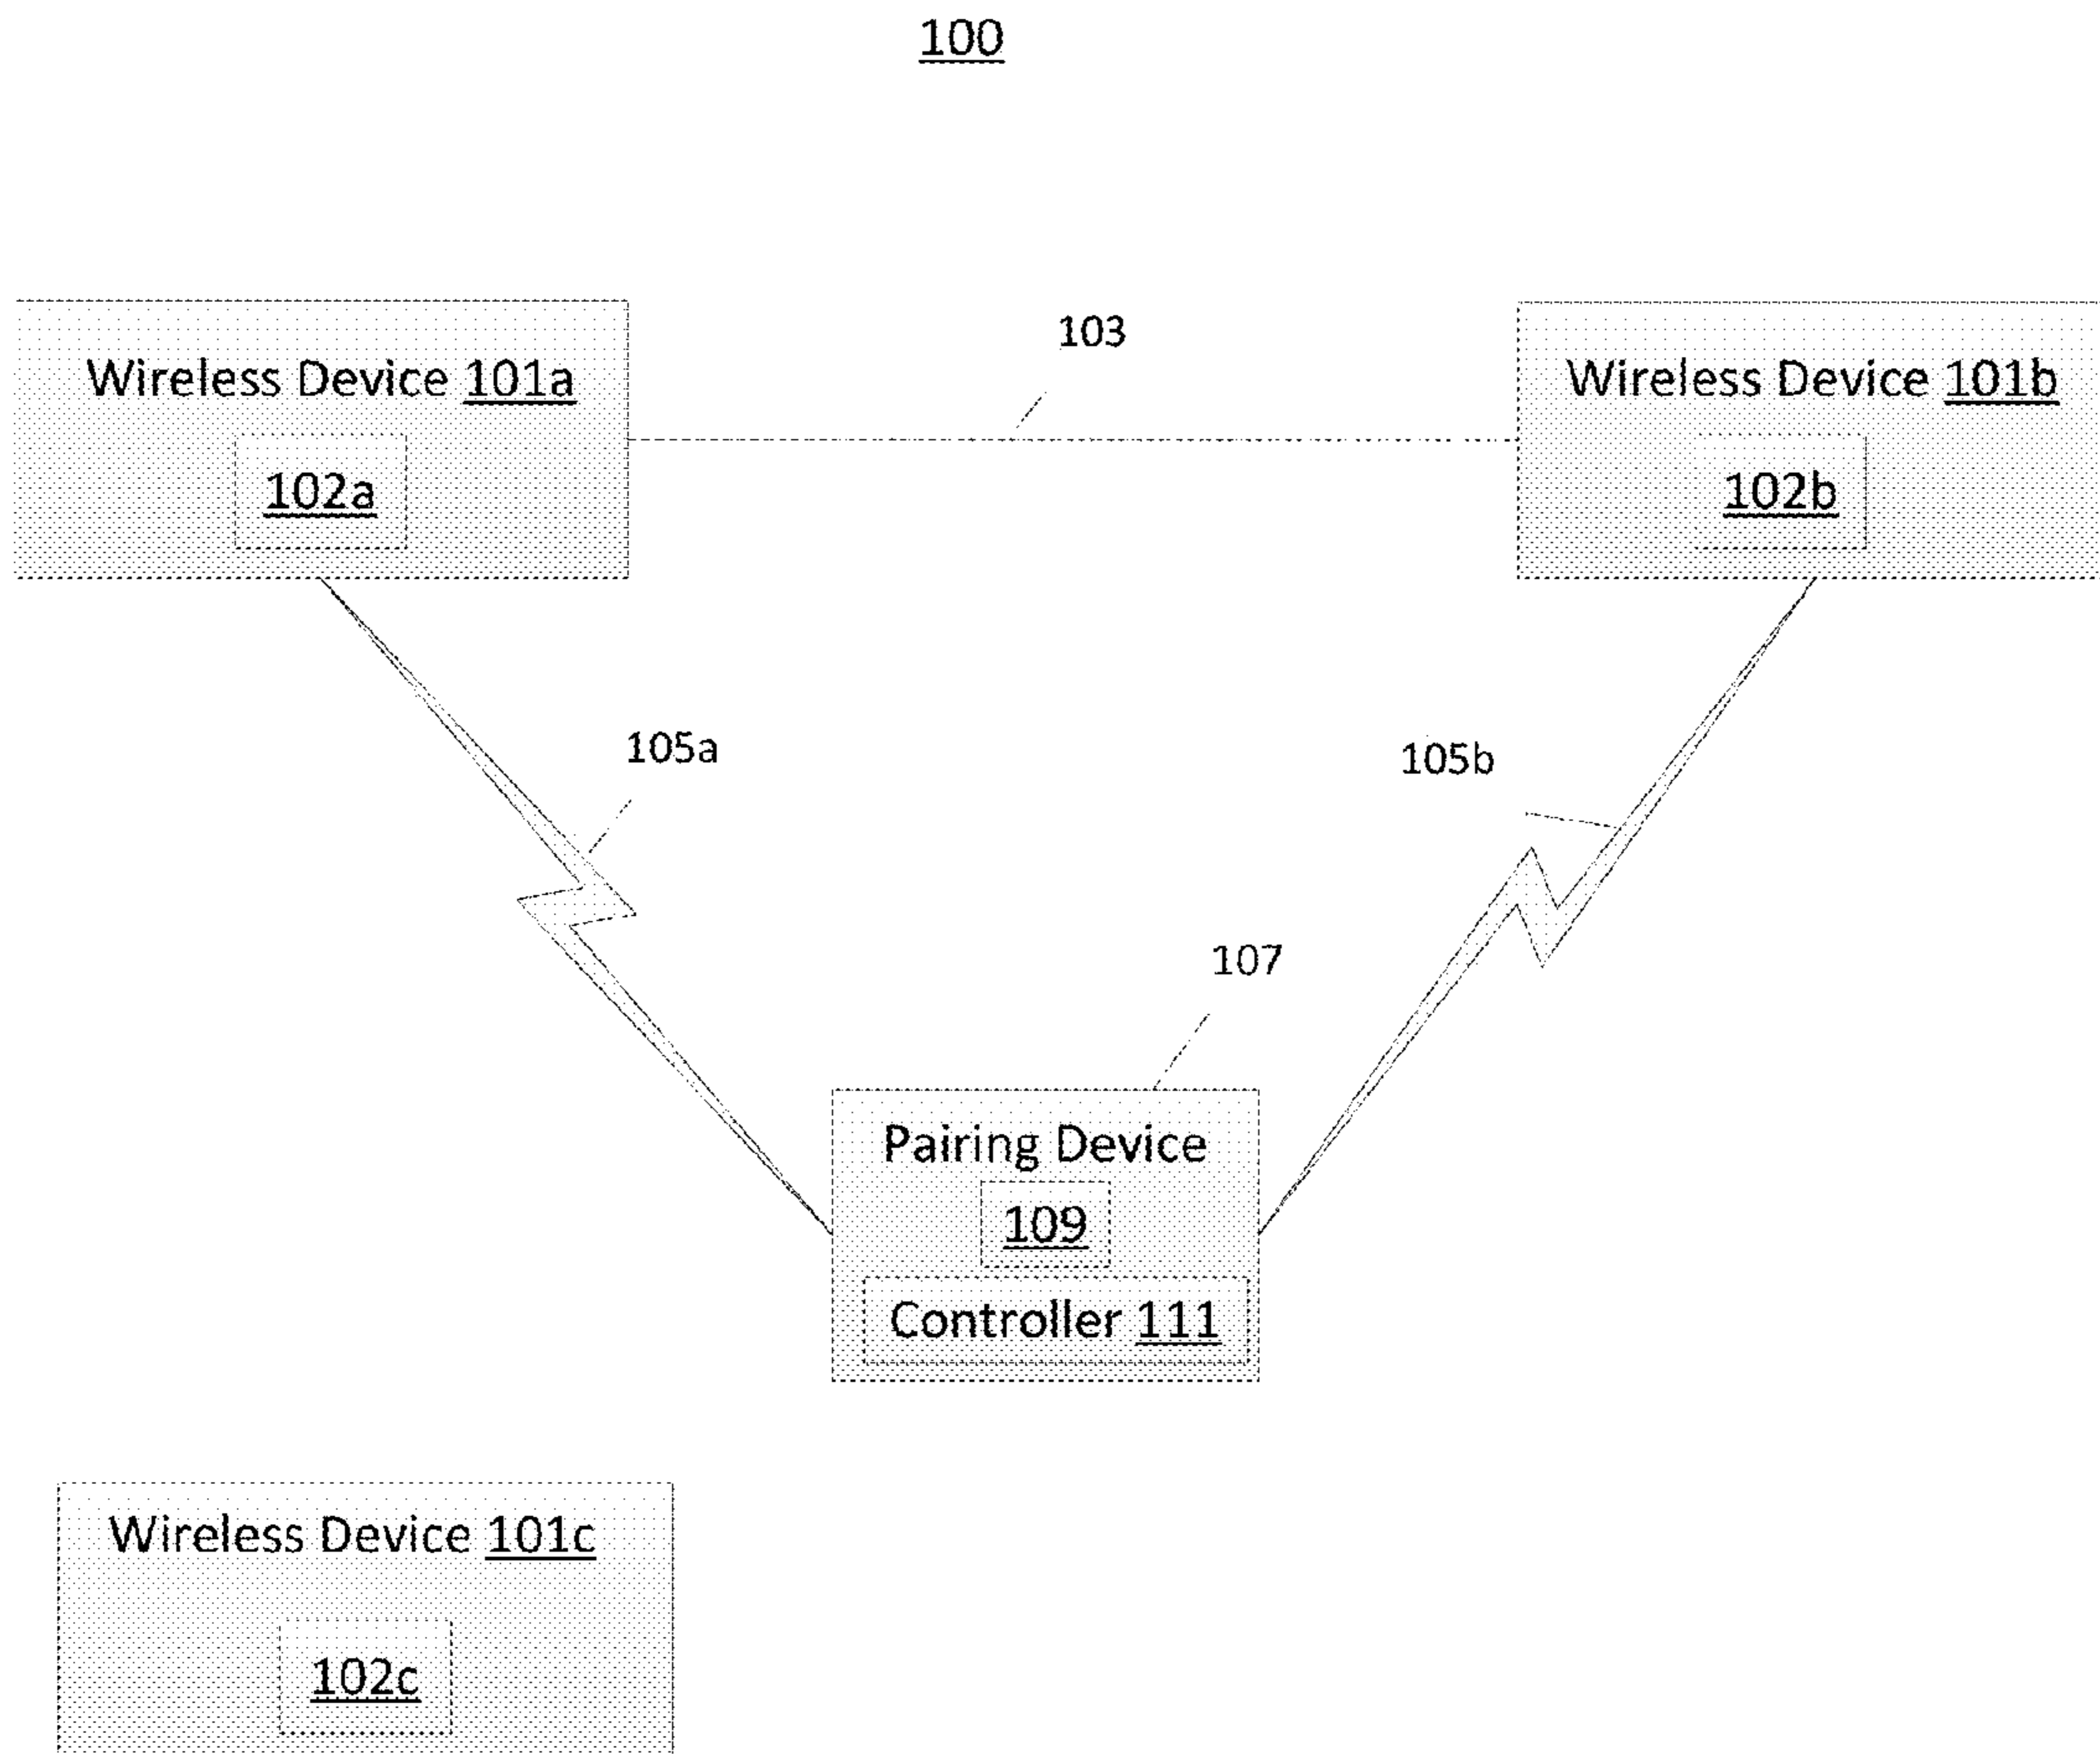 100
103
Wireless Device 101a
Wireless Device 101b
102a
102b
105a
105b
107
Pairing Device
109
Controller 111
Wireless Device 101c
102c